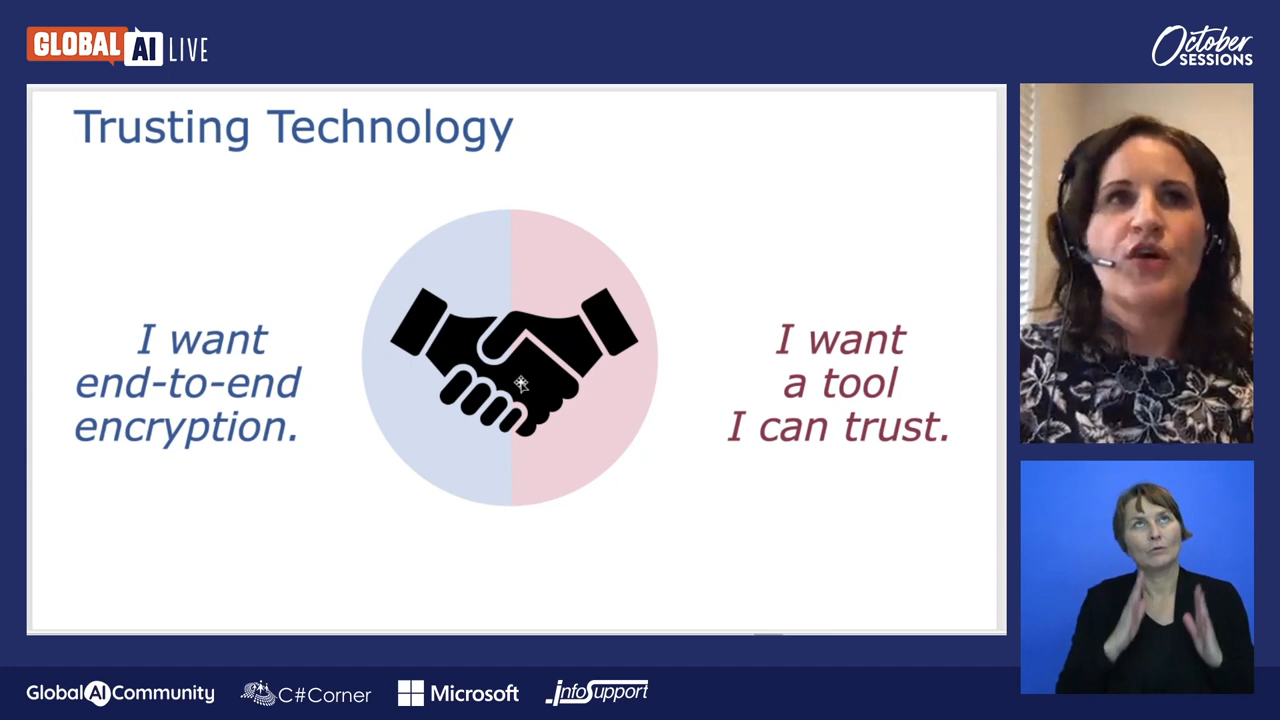 GLOBAL AI LIVE
October
SESSIONS
Trusting Technology
I want
end-to-end
encryption.
I want
a tool
I can trust.
Global AI Community
C#Corner
Microsoft
InfoSupport